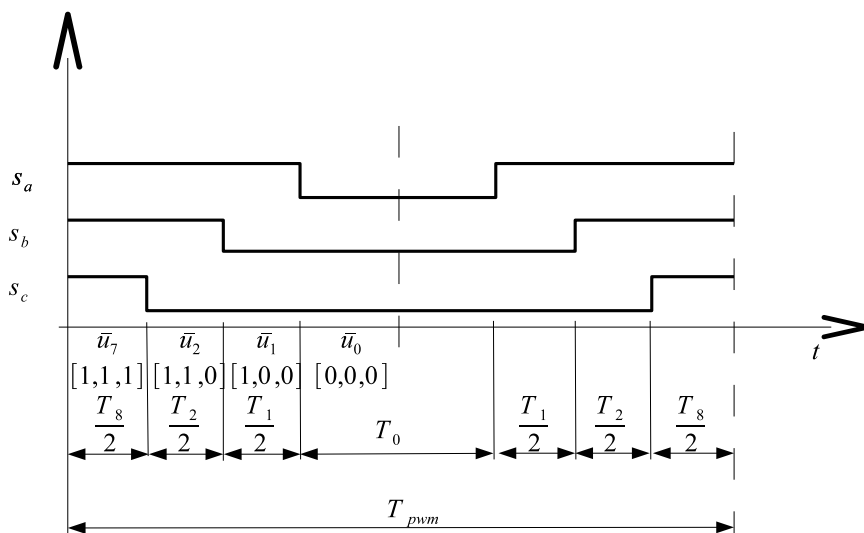 s_a
s_b
s_c
t
ū_7 ū_2 ū_1 ū_0
[1,1,1] [1,1,0] [1,0,0] [0,0,0]
T_8/2 T_2/2 T_1/2 T_0 T_1/2 T_2/2 T_8/2
T_pwm